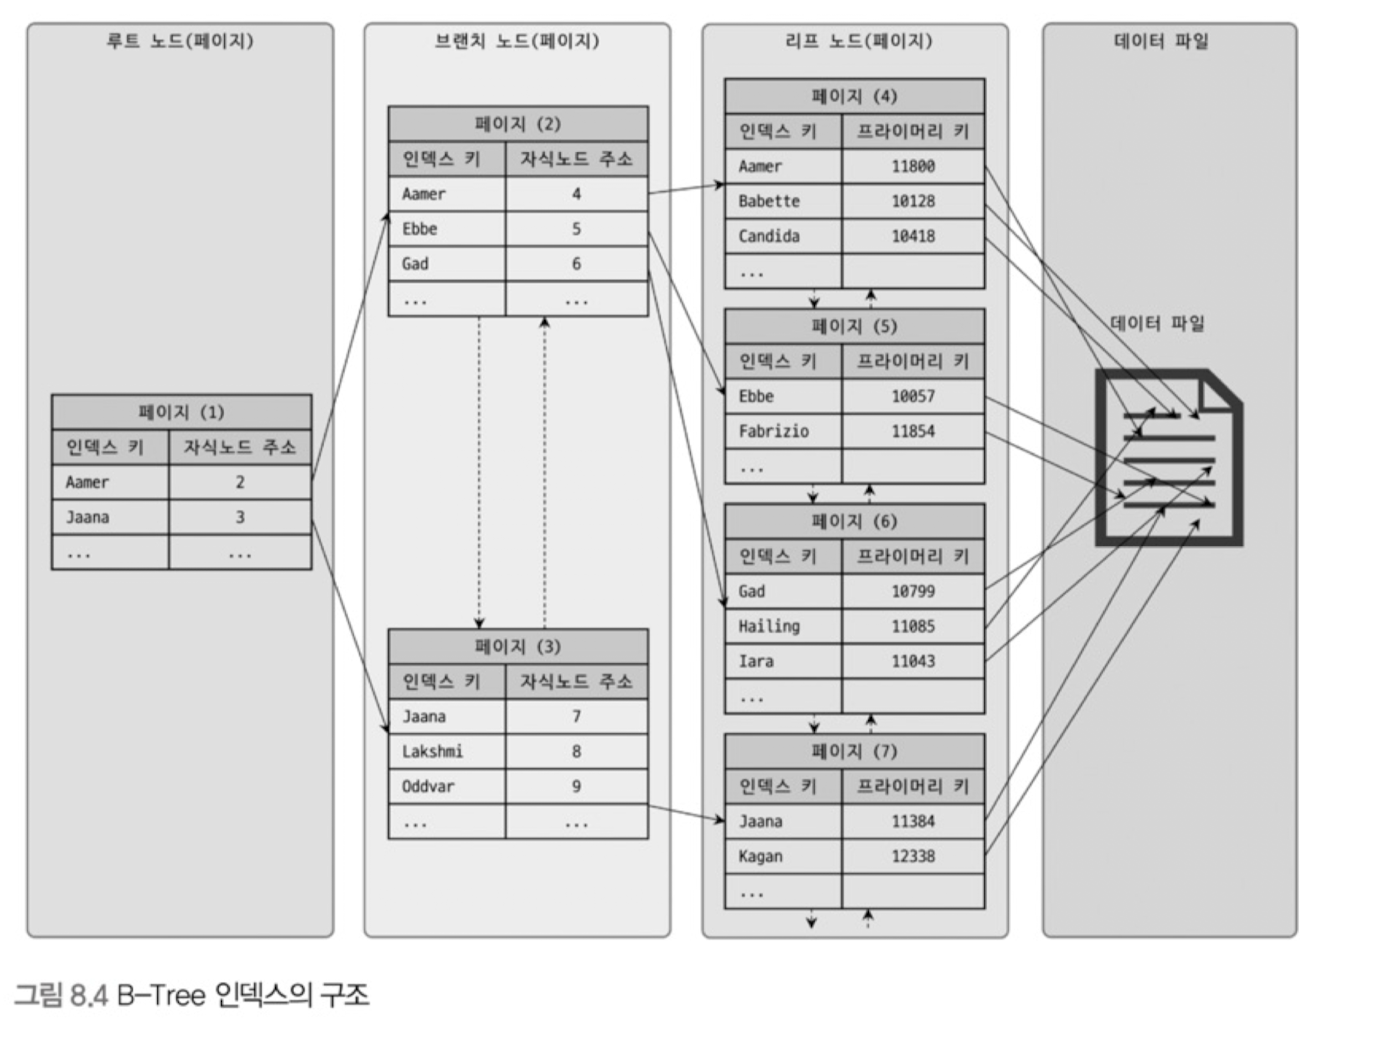 루트 노드(페이지)
페이지 (1)
인덱스 키 자식노드 주소
Aamer 2
Jaana 3
... ...
브랜치 노드(페이지)
페이지 (2)
인덱스 키 자식노드 주소
Aamer 4
Ebbe 5
Gad 6
... ...
페이지 (3)
인덱스 키 자식노드 주소
Jaana 7
Lakshmi 8
Oddvar 9
... ...
리프 노드(페이지)
페이지 (4)
인덱스 키 프라이머리 키
Aamer 11800
Babette 10128
Candida 10418
...
페이지 (5)
인덱스 키 프라이머리 키
Ebbe 10057
Fabrizio 11854
...
페이지 (6)
인덱스 키 프라이머리 키
Gad 10799
Hailing 11085
Iara 11043
...
페이지 (7)
인덱스 키 프라이머리 키
Jaana 11384
Kagan 12338
...
데이터 파일
데이터 파일
그림 8.4 B-Tree 인덱스의 구조